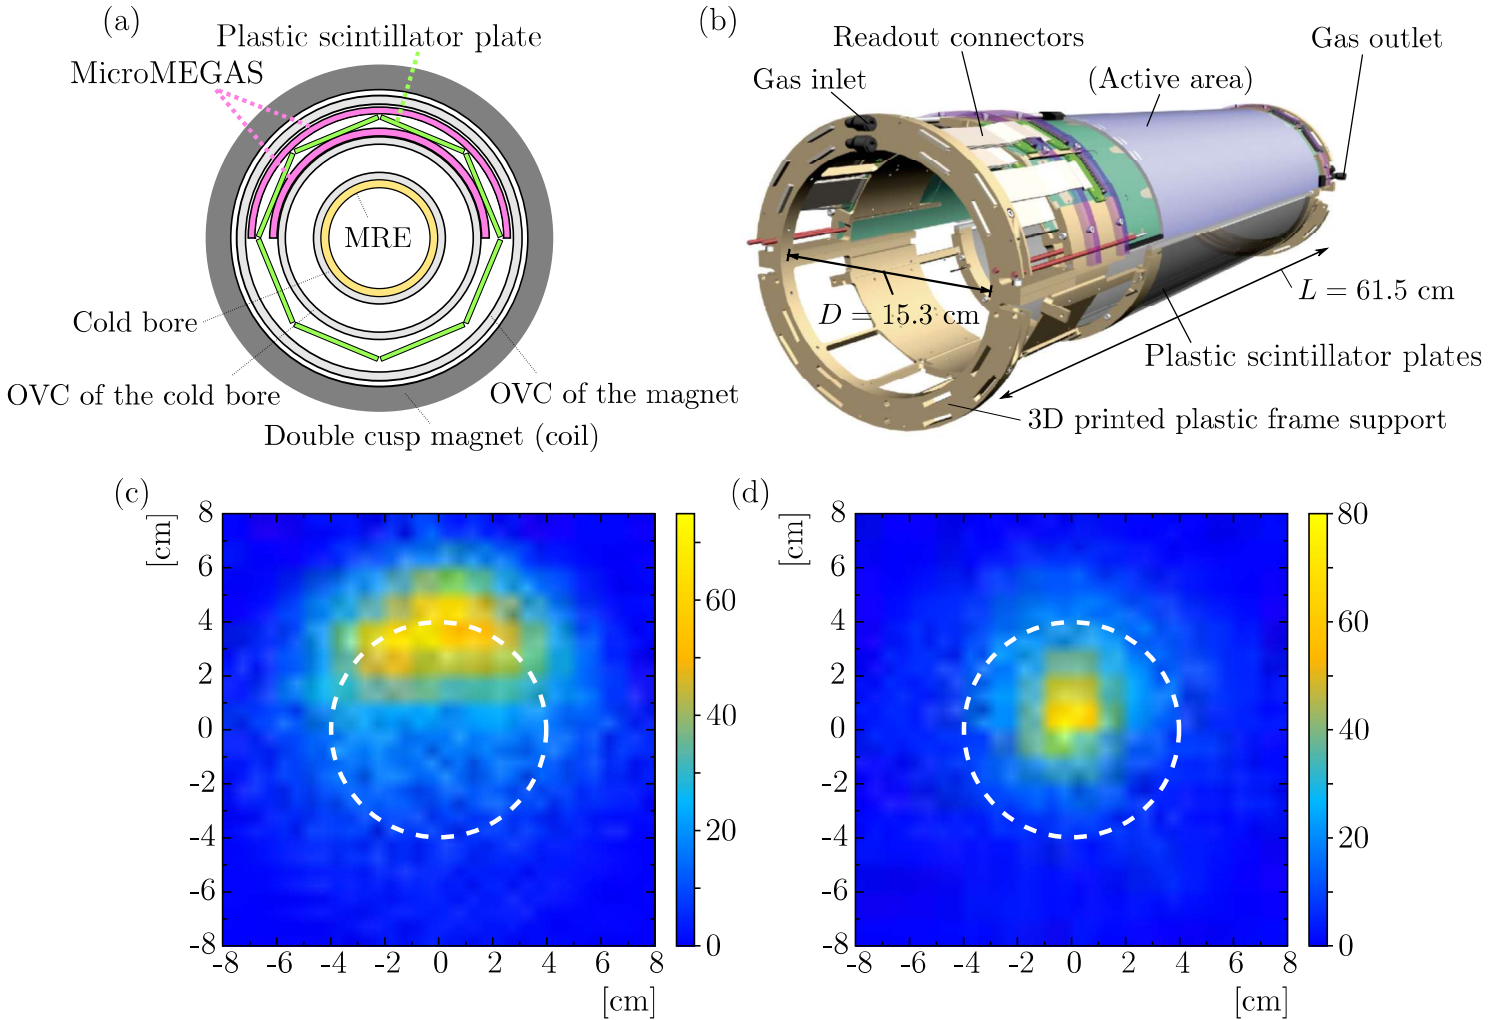 (a)
Plastic scintillator plate
MicroMEGAS
MRE
Cold bore
OVC of the cold bore
OVC of the magnet
Double cusp magnet (coil)
(b)
Readout connectors
Gas outlet
Gas inlet
(Active area)
D = 15.3 cm
L = 61.5 cm
Plastic scintillator plates
3D printed plastic frame support
(c)
[cm]
8
6
4
2
0
-2
-4
-6
-8
-8 -6 -4 -2 0 2 4 6 8
[cm]
60
40
20
0
(d)
[cm]
8
6
4
2
0
-2
-4
-6
-8
-8 -6 -4 -2 0 2 4 6 8
[cm]
80
60
40
20
0